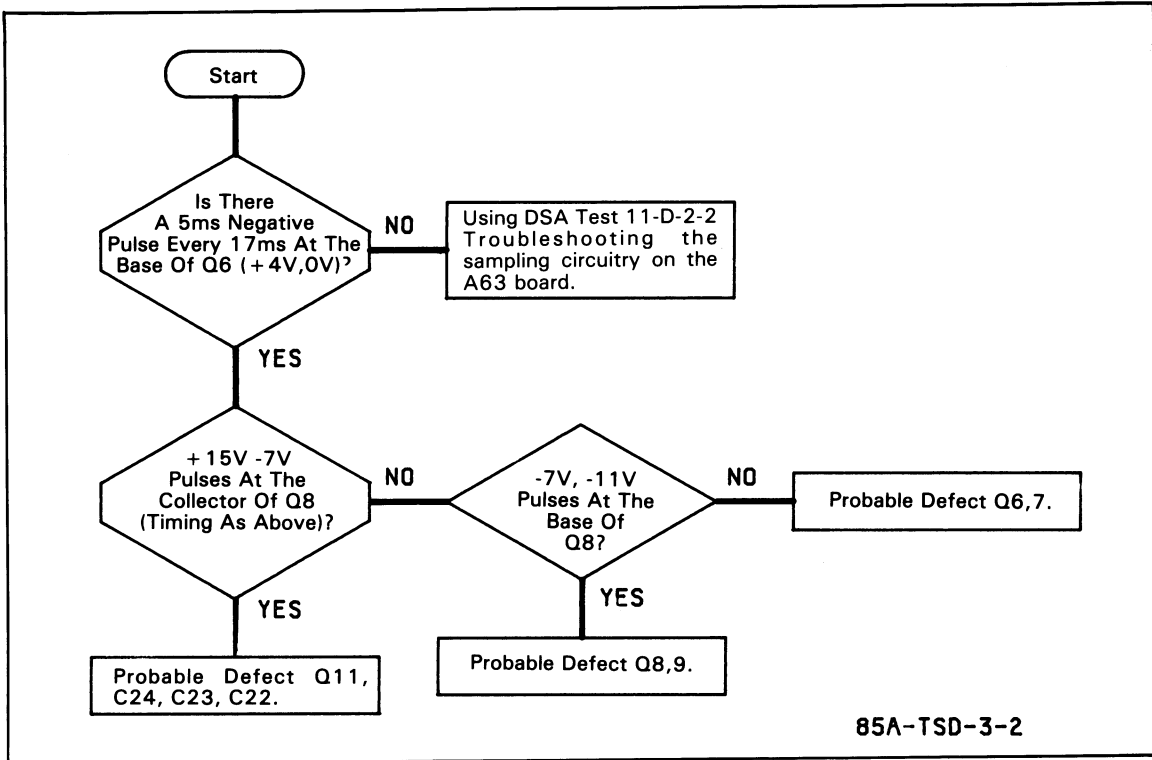 Start
Is There
A 5ms Negative
Pulse Every 17ms At The
Base Of Q6 (+4V,0V)?
NO
Using DSA Test 11-D-2-2
Troubleshooting the
sampling circuitry on the
A63 board.
YES
+15V -7V
Pulses At The
Collector Of Q8
(Timing As Above)?
NO
-7V, -11V
Pulses At The
Base Of
Q8?
NO
Probable Defect Q6,7.
YES
Probable Defect Q11,
C24, C23, C22.
YES
Probable Defect Q8,9.
85A-TSD-3-2